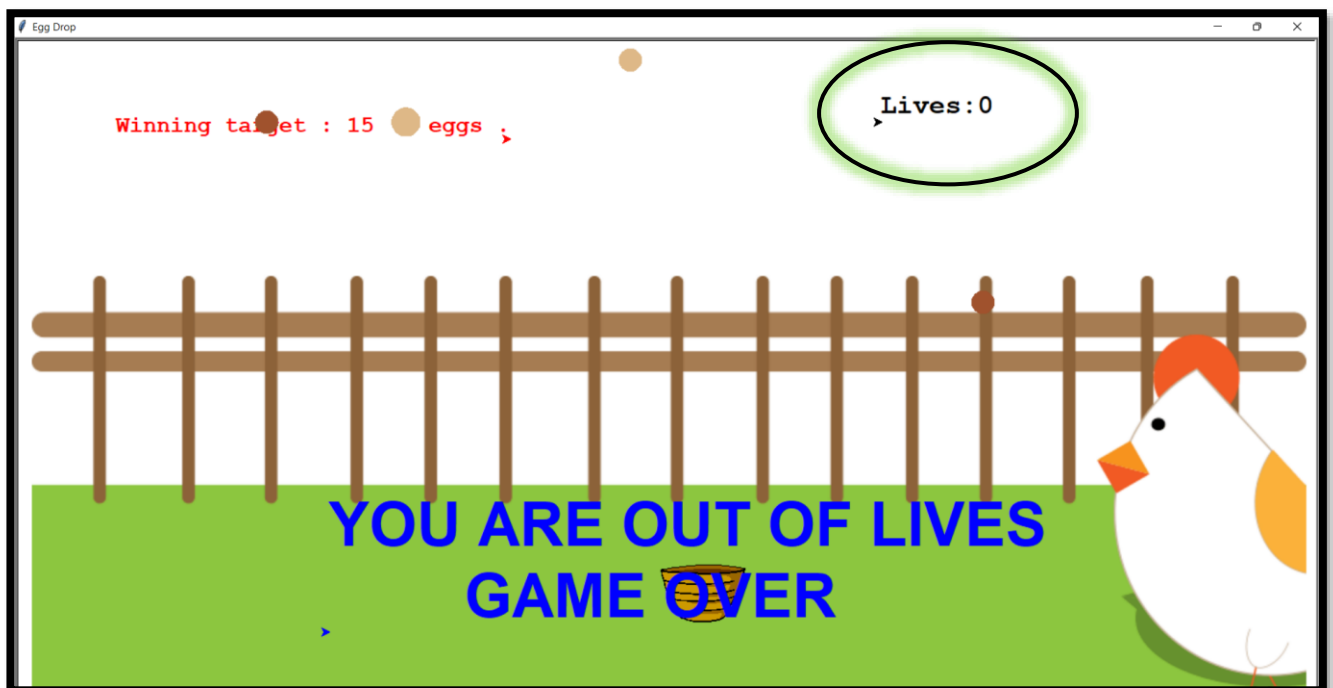 Egg Drop
Lives:0
Winning target : 15 eggs .
YOU ARE OUT OF LIVES
GAME OVER